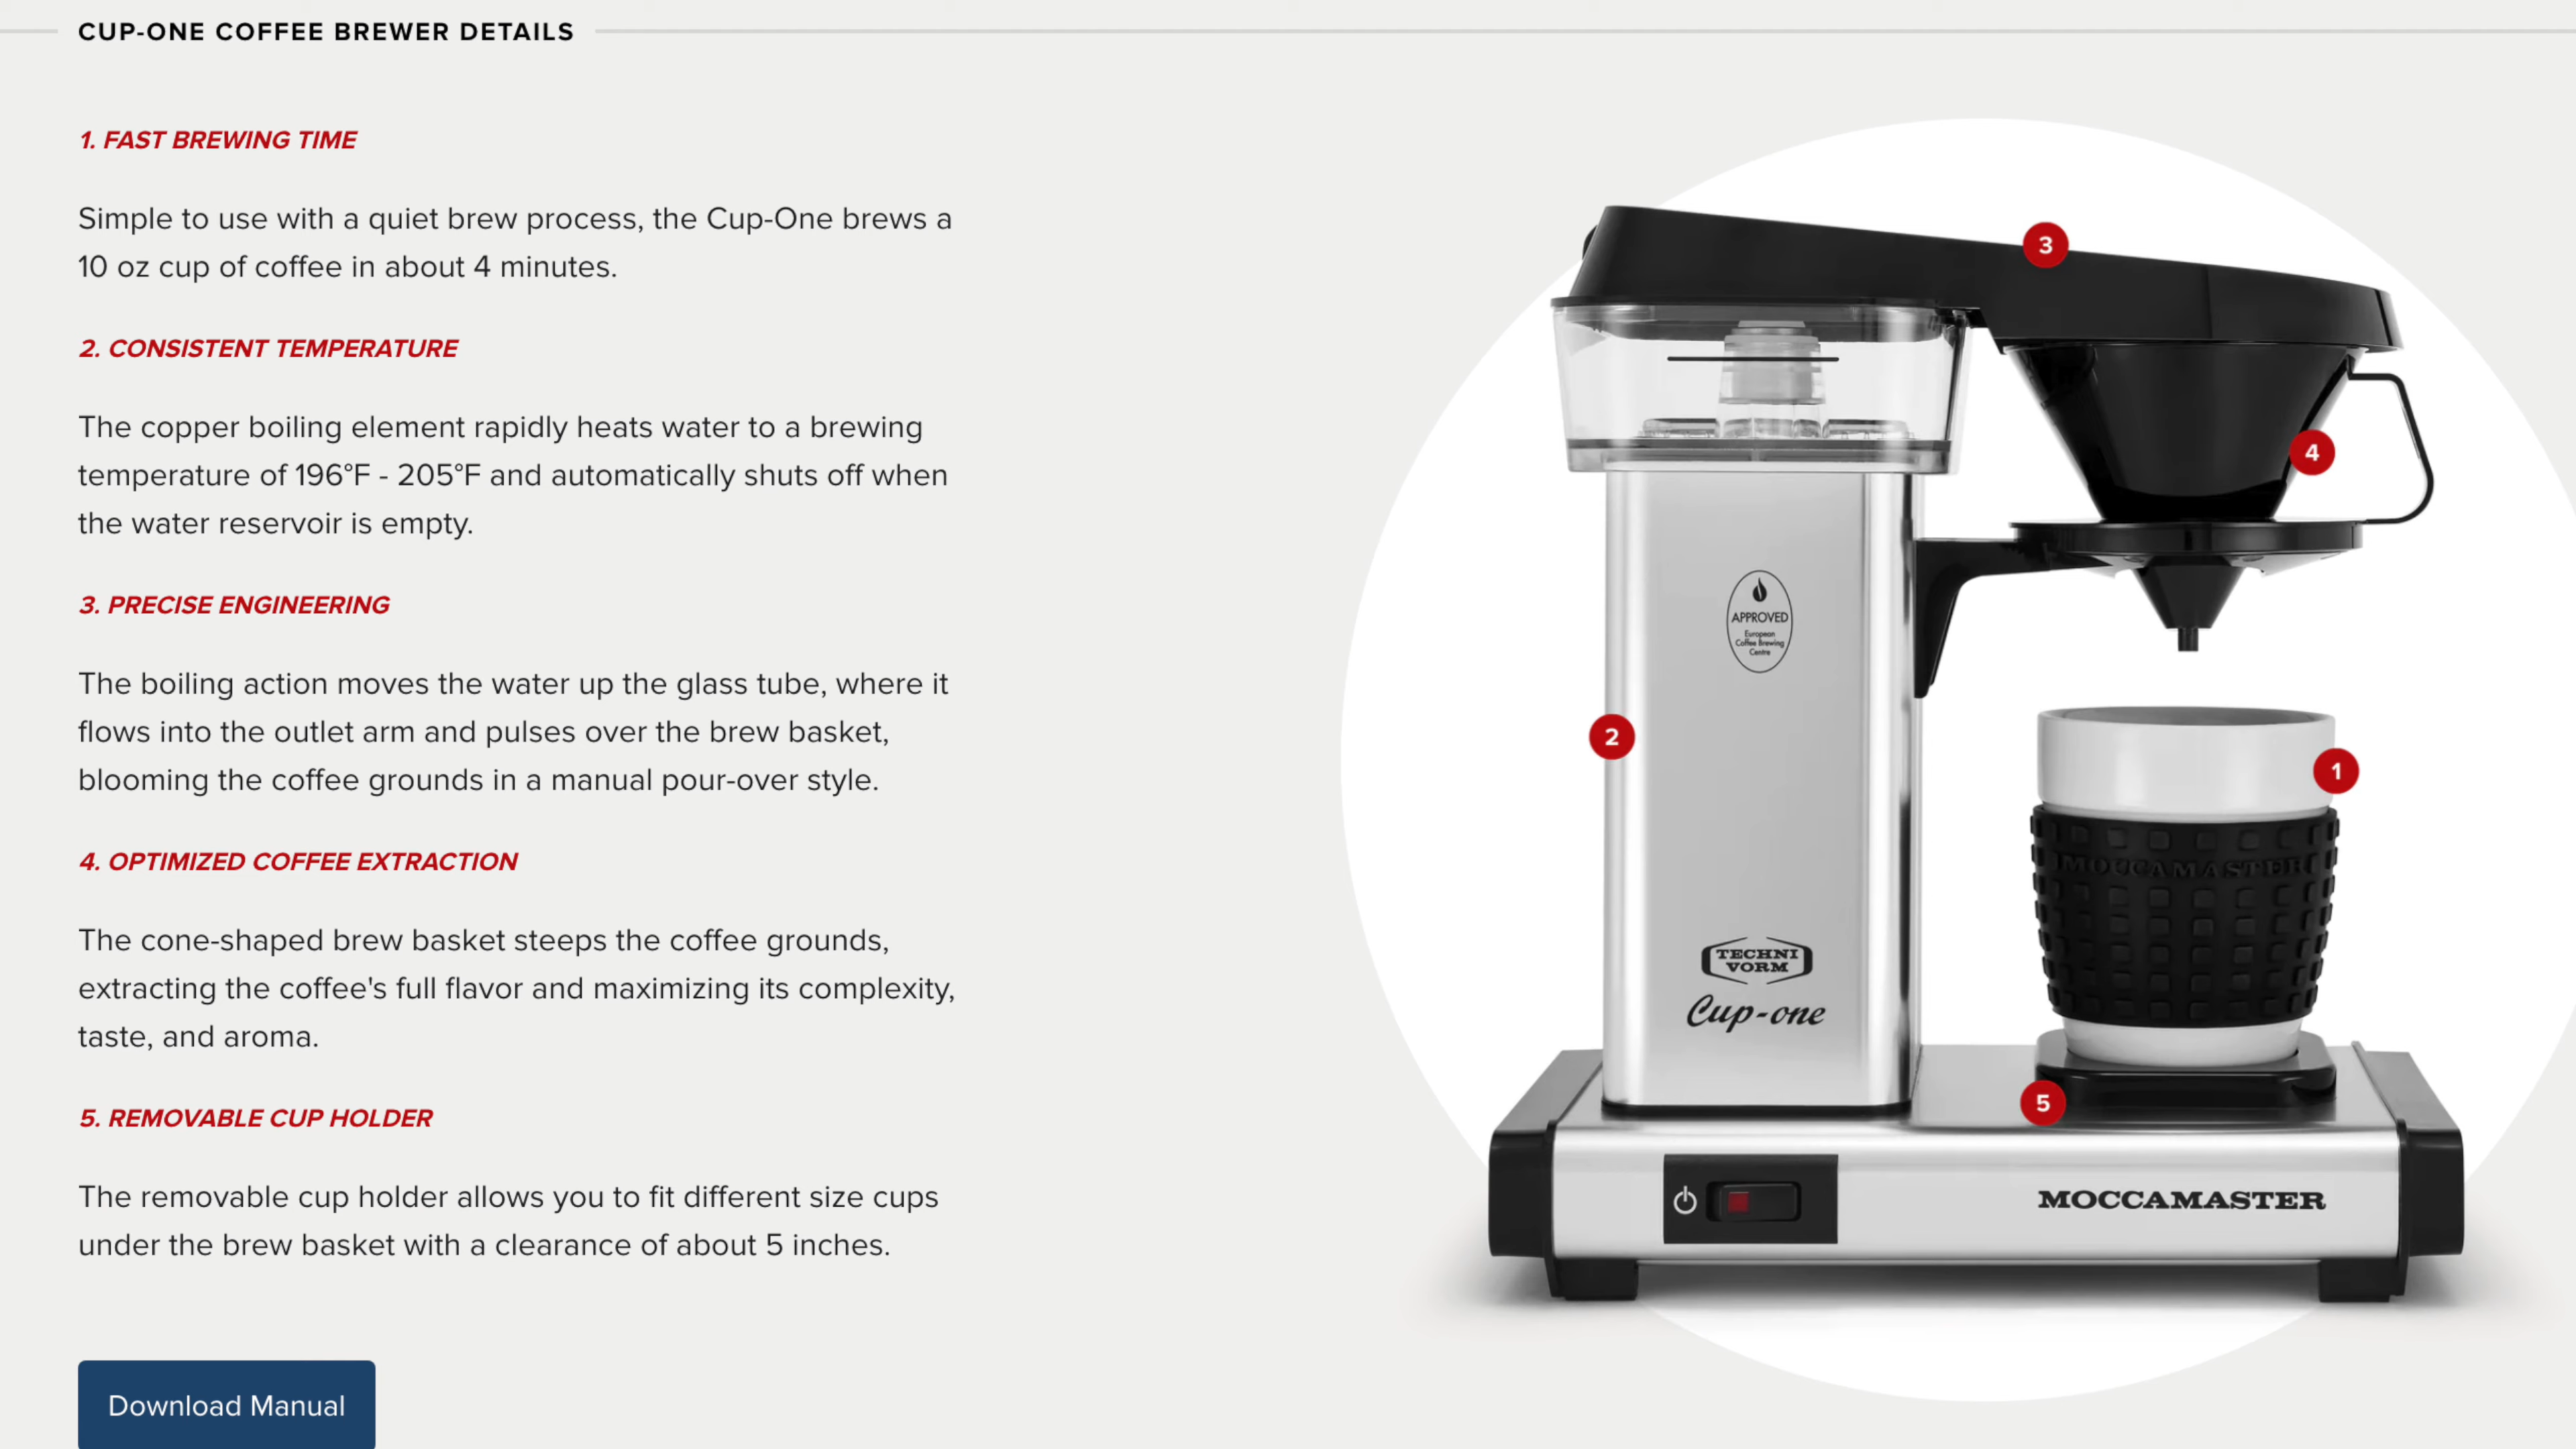 CUP-ONE COFFEE BREWER DETAILS
1. FAST BREWING TIME
Simple to use with a quiet brew process, the Cup-One brews a
10 oz cup of coffee in about 4 minutes.
2. CONSISTENT TEMPERATURE
The copper boiling element rapidly heats water to a brewing
temperature of 196°F - 205°F and automatically shuts off when
the water reservoir is empty.
3. PRECISE ENGINEERING
The boiling action moves the water up the glass tube, where it
flows into the outlet arm and pulses over the brew basket,
blooming the coffee grounds in a manual pour-over style.
4. OPTIMIZED COFFEE EXTRACTION
The cone-shaped brew basket steeps the coffee grounds,
extracting the coffee's full flavor and maximizing its complexity,
taste, and aroma.
5. REMOVABLE CUP HOLDER
The removable cup holder allows you to fit different size cups
under the brew basket with a clearance of about 5 inches.
Download Manual
3
4
APPROVED
European
Coffee Brewing
Centre
2
1
MOCCAMASTER
TECHNI
VORM
Cup-one
5
MOCCAMASTER